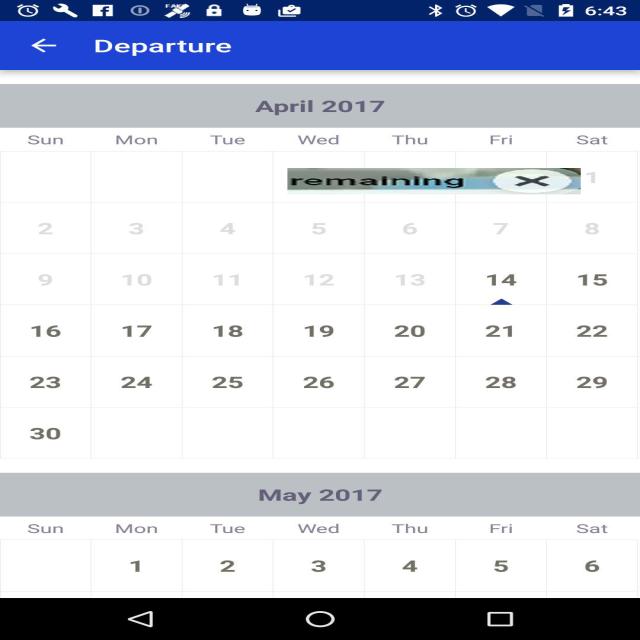 6:43
Departure
April 2017
Sun Mon Tue Wed Thu Fri Sat
remaining 1
2 3 4 5 6 7 8
9 10 11 12 13 14 15
16 17 18 19 20 21 22
23 24 25 26 27 28 29
30
May 2017
Sun Mon Tue Wed Thu Fri Sat
1 2 3 4 5 6